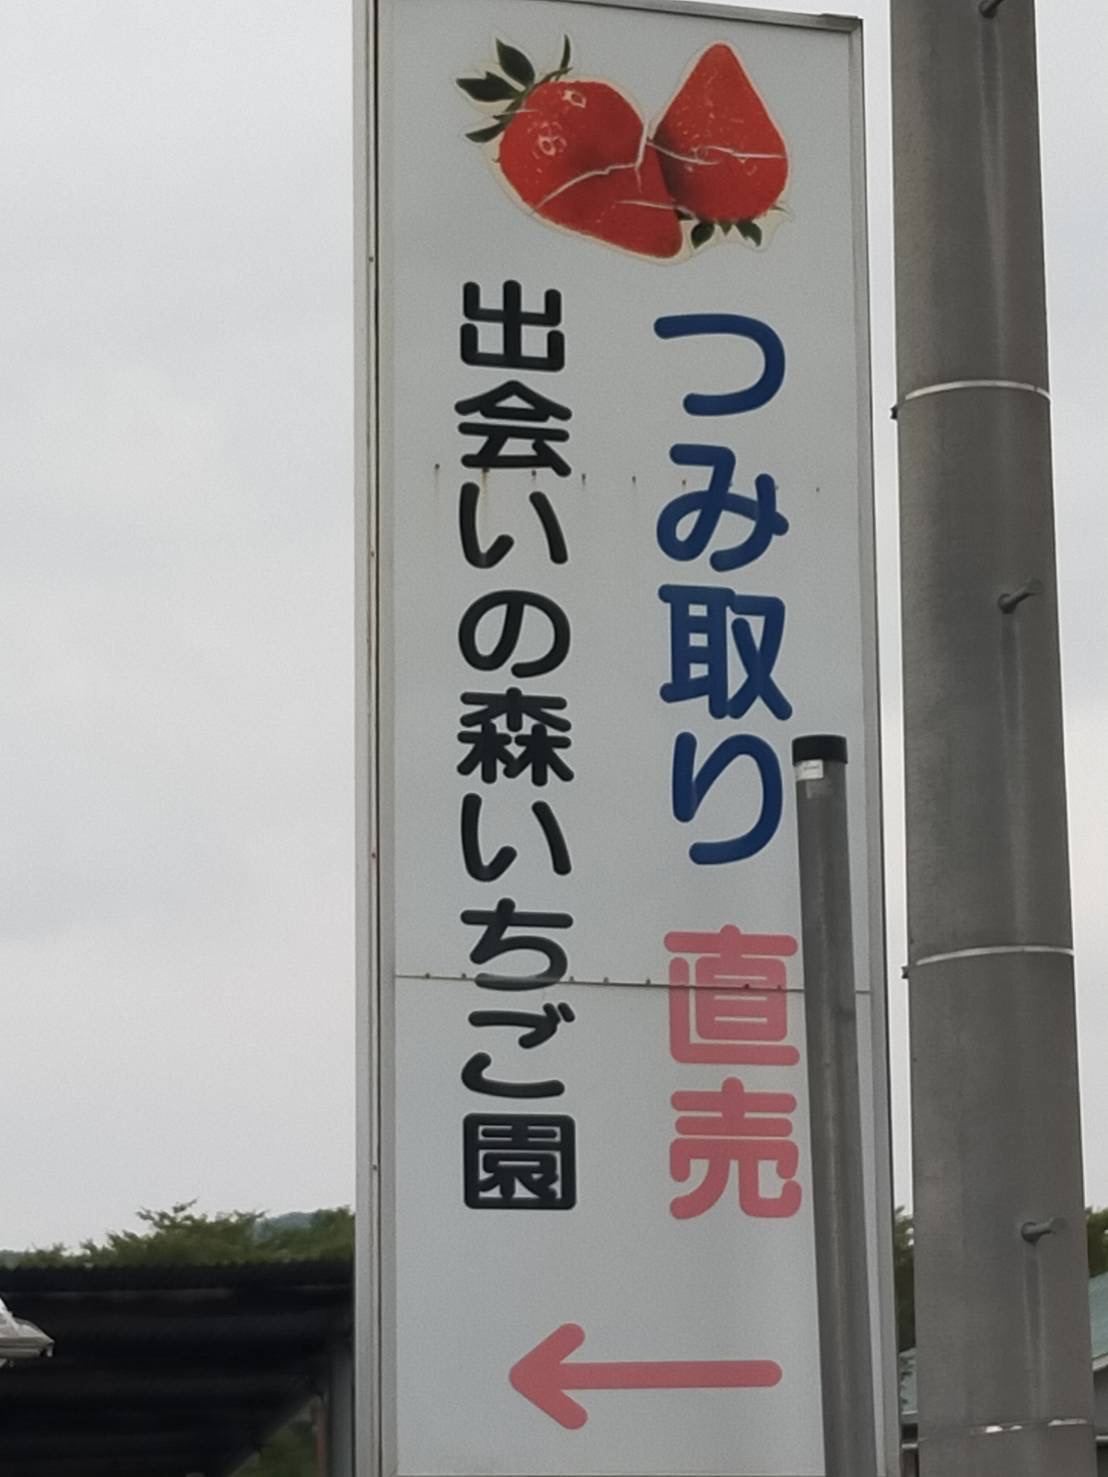 つみ取り 直売
出会いの森いちご園